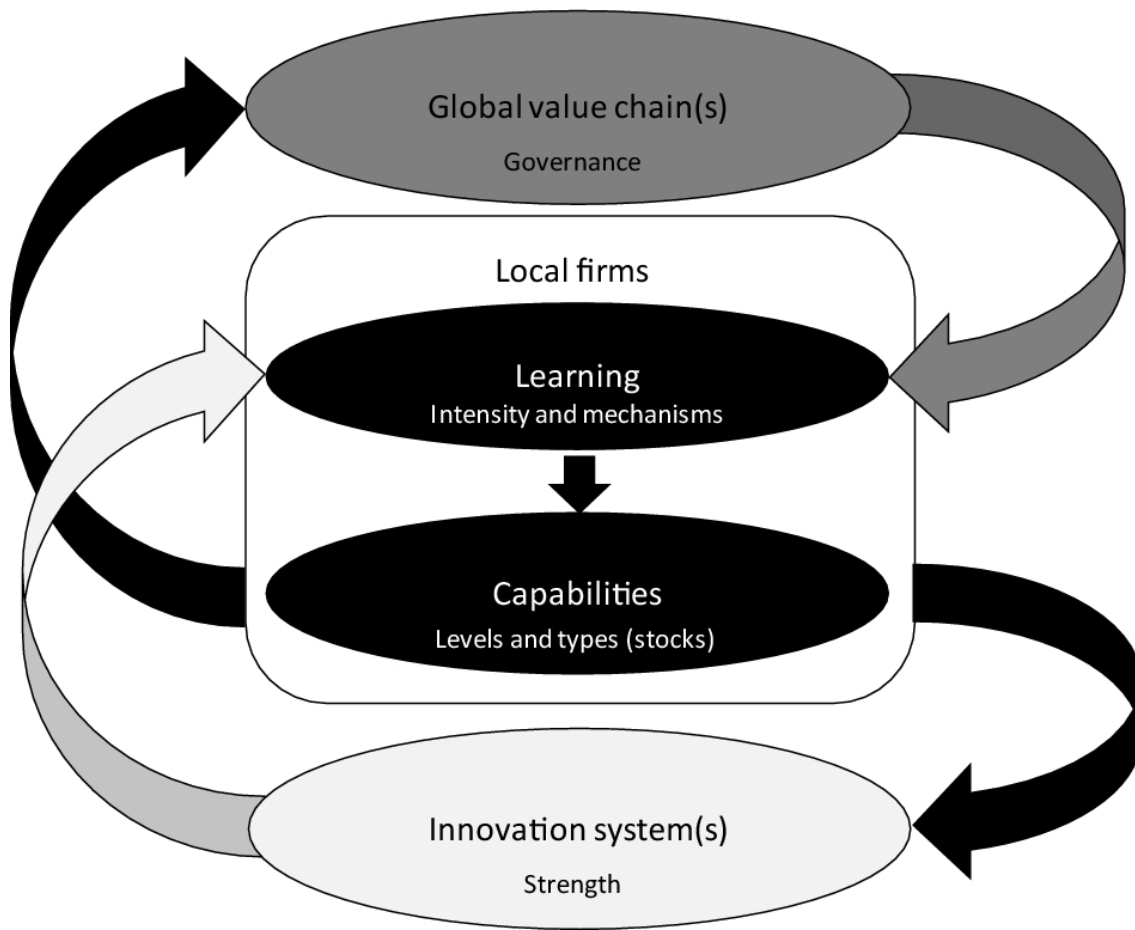 Global value chain(s)
Governance
Local firms
Learning
Intensity and mechanisms
Capabilities
Levels and types (stocks)
Innovation system(s)
Strength